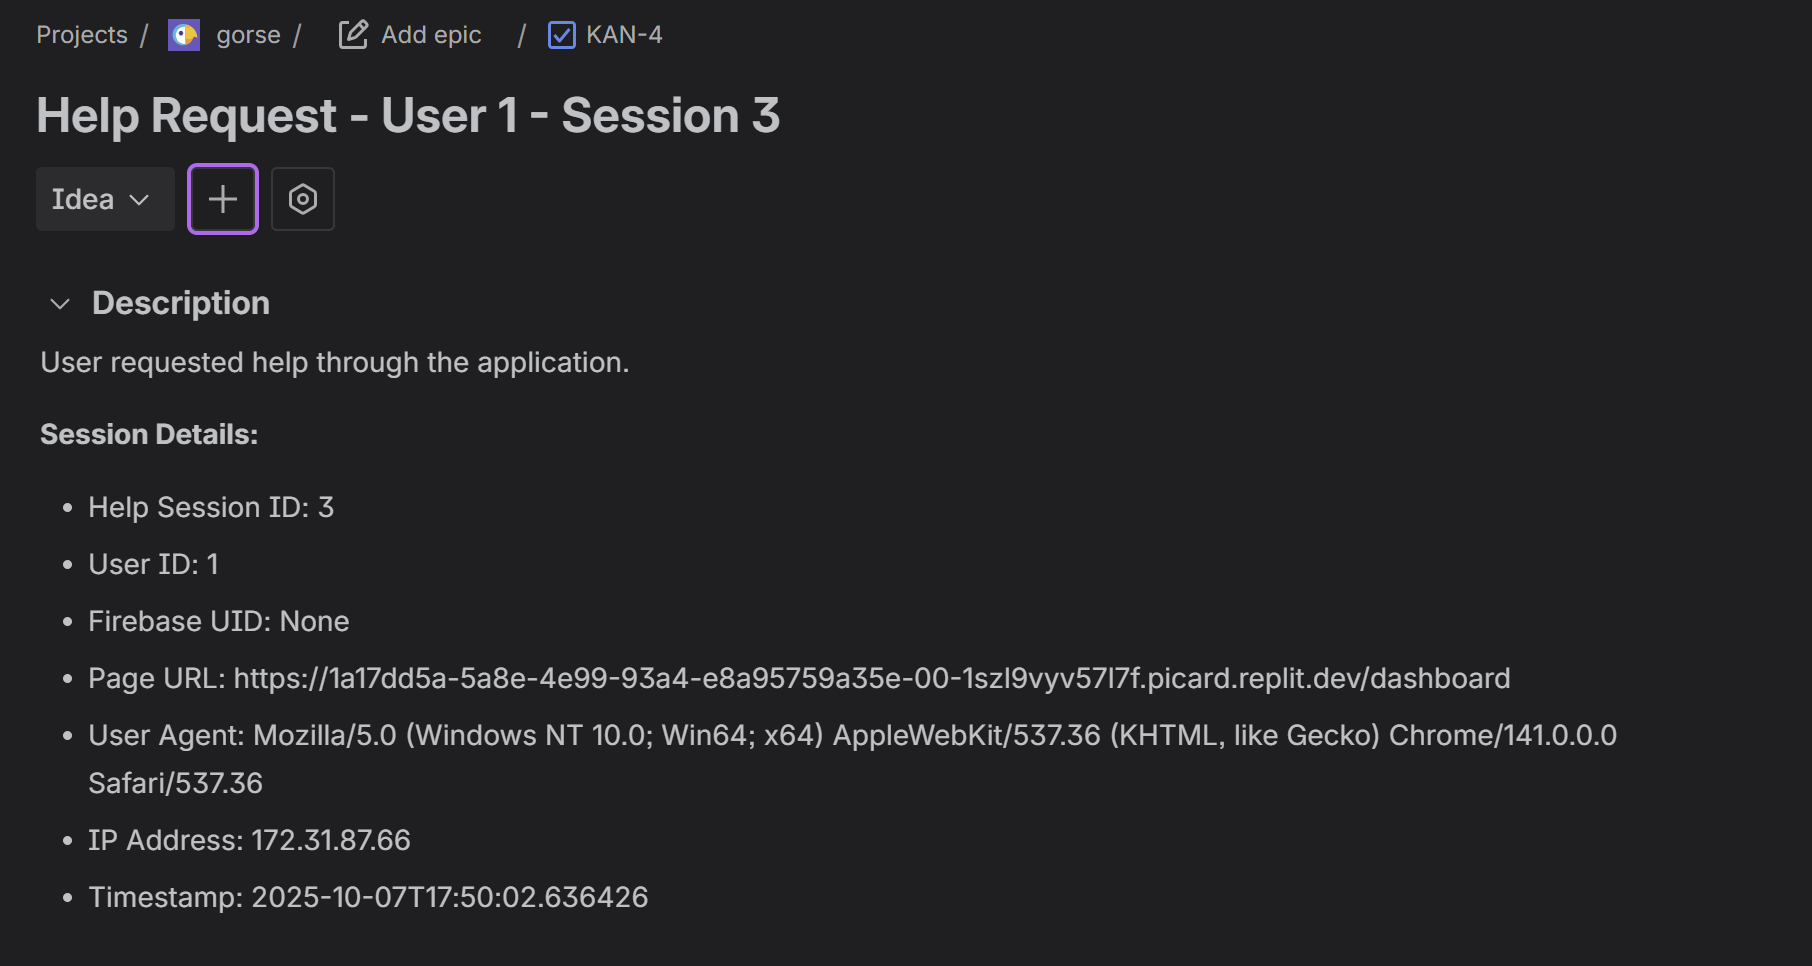 Projects / gorse / Add epic / KAN-4
Help Request - User 1 - Session 3
Idea
Description
User requested help through the application.
Session Details:
• Help Session ID: 3
• User ID: 1
• Firebase UID: None
• Page URL: https://1a17dd5a-5a8e-4e99-93a4-e8a95759a35e-00-1szl9vyv57l7f.picard.replit.dev/dashboard
• User Agent: Mozilla/5.0 (Windows NT 10.0; Win64; x64) AppleWebKit/537.36 (KHTML, like Gecko) Chrome/141.0.0.0
Safari/537.36
• IP Address: 172.31.87.66
• Timestamp: 2025-10-07T17:50:02.636426